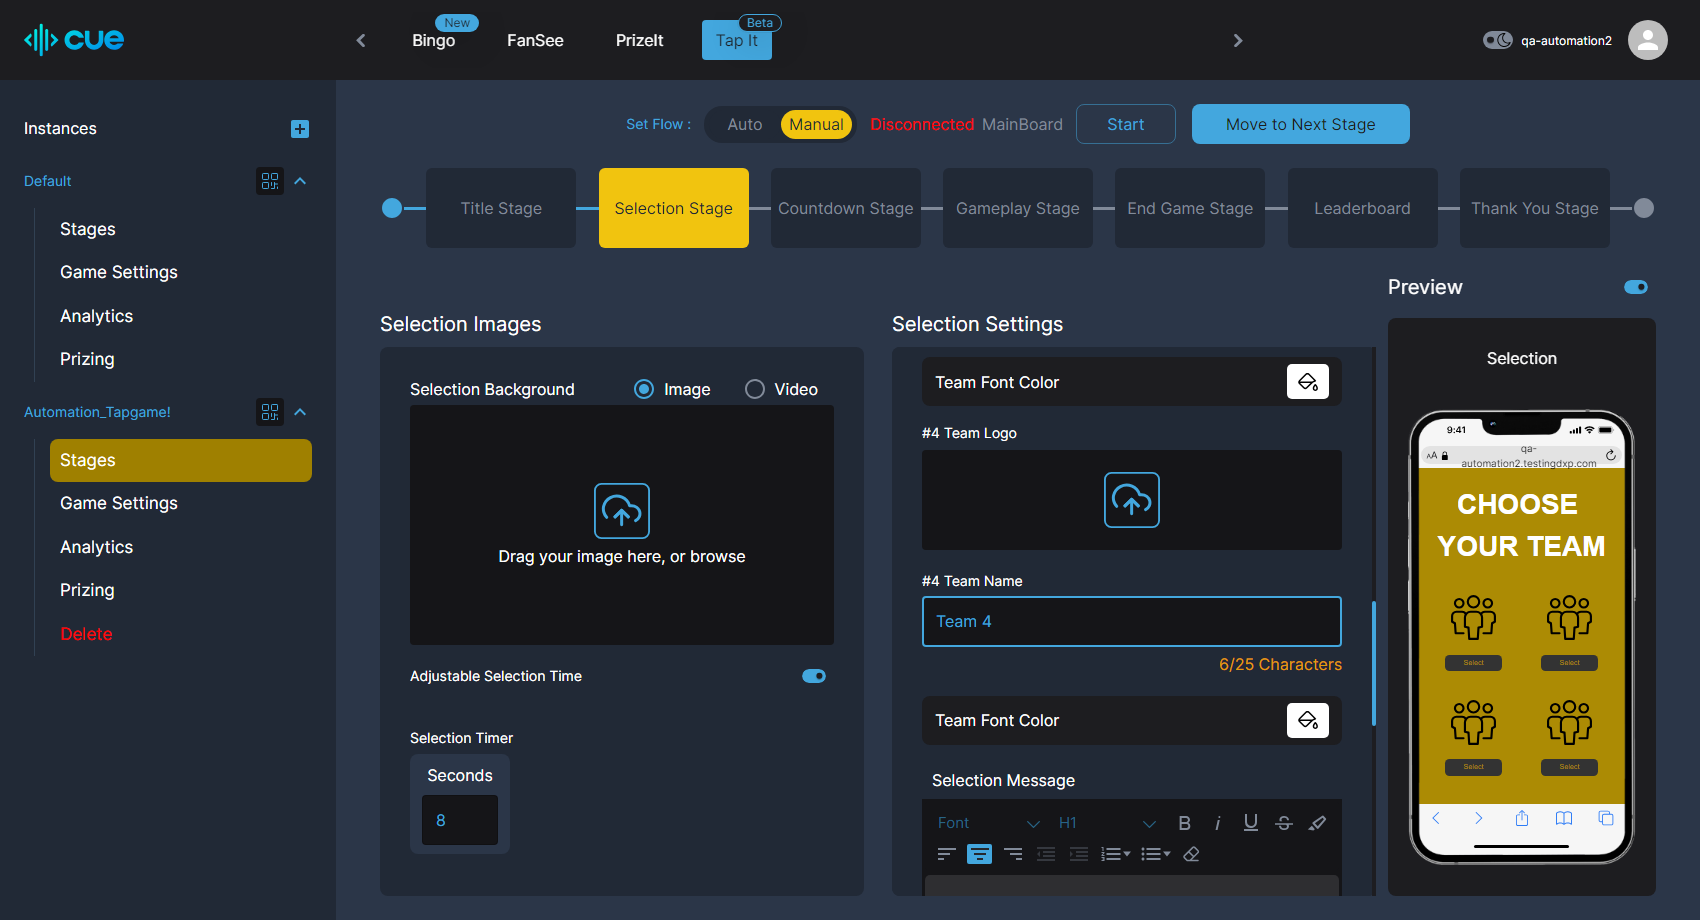 cue
Bingo
New
FanSee
PrizeIt
Tap It
Beta
qa-automation2
Instances
Default
Stages
Game Settings
Analytics
Prizing
Automation_Tapgame!
Stages
Game Settings
Analytics
Prizing
Delete
Set Flow :
Auto
Manual
Disconnected MainBoard
Start
Move to Next Stage
Title Stage
Selection Stage
Countdown Stage
Gameplay Stage
End Game Stage
Leaderboard
Thank You Stage
Selection Images
Selection Background
Image
Video
Drag your image here, or browse
Adjustable Selection Time
Selection Timer
Seconds
8
Selection Settings
Team Font Color
#4 Team Logo
#4 Team Name
Team 4
6/25 Characters
Team Font Color
Selection Message
Font
H1
B i U S
Preview
Selection
9:41
AA
qa-
automation2.testingdxp.com
CHOOSE
YOUR TEAM
Select
Select
Select
Select